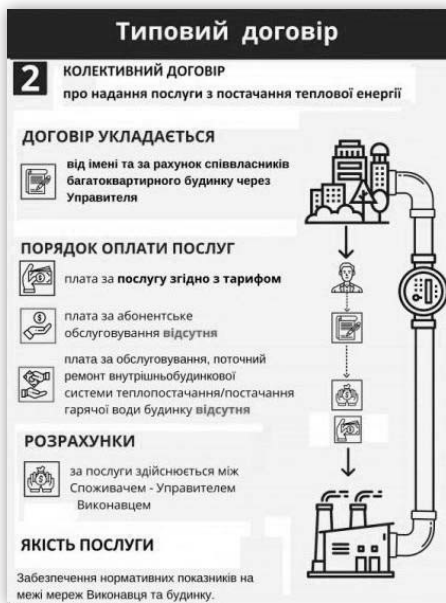 Типовий договір
2
КОЛЕКТИВНИЙ ДОГОВІР
про надання послуги з постачання теплової енергії
ДОГОВІР УКЛАДАЄТЬСЯ
від імені та за рахунок співвласників
багатоквартирного будинку через
Управителя
ПОРЯДОК ОПЛАТИ ПОСЛУГ
плата за послугу згідно з тарифом
плата за абонентське
обслуговування відсутня
плата за обслуговування, поточний
ремонт внутрішньобудинкової
системи теплопостачання/постачання
гарячої води будинку відсутня
РОЗРАХУНКИ
за послуги здійснюється між
Споживачем - Управителем
Виконавцем
ЯКІСТЬ ПОСЛУГИ
Забезпечення нормативних показників на
межі мереж Виконавця та будинку.